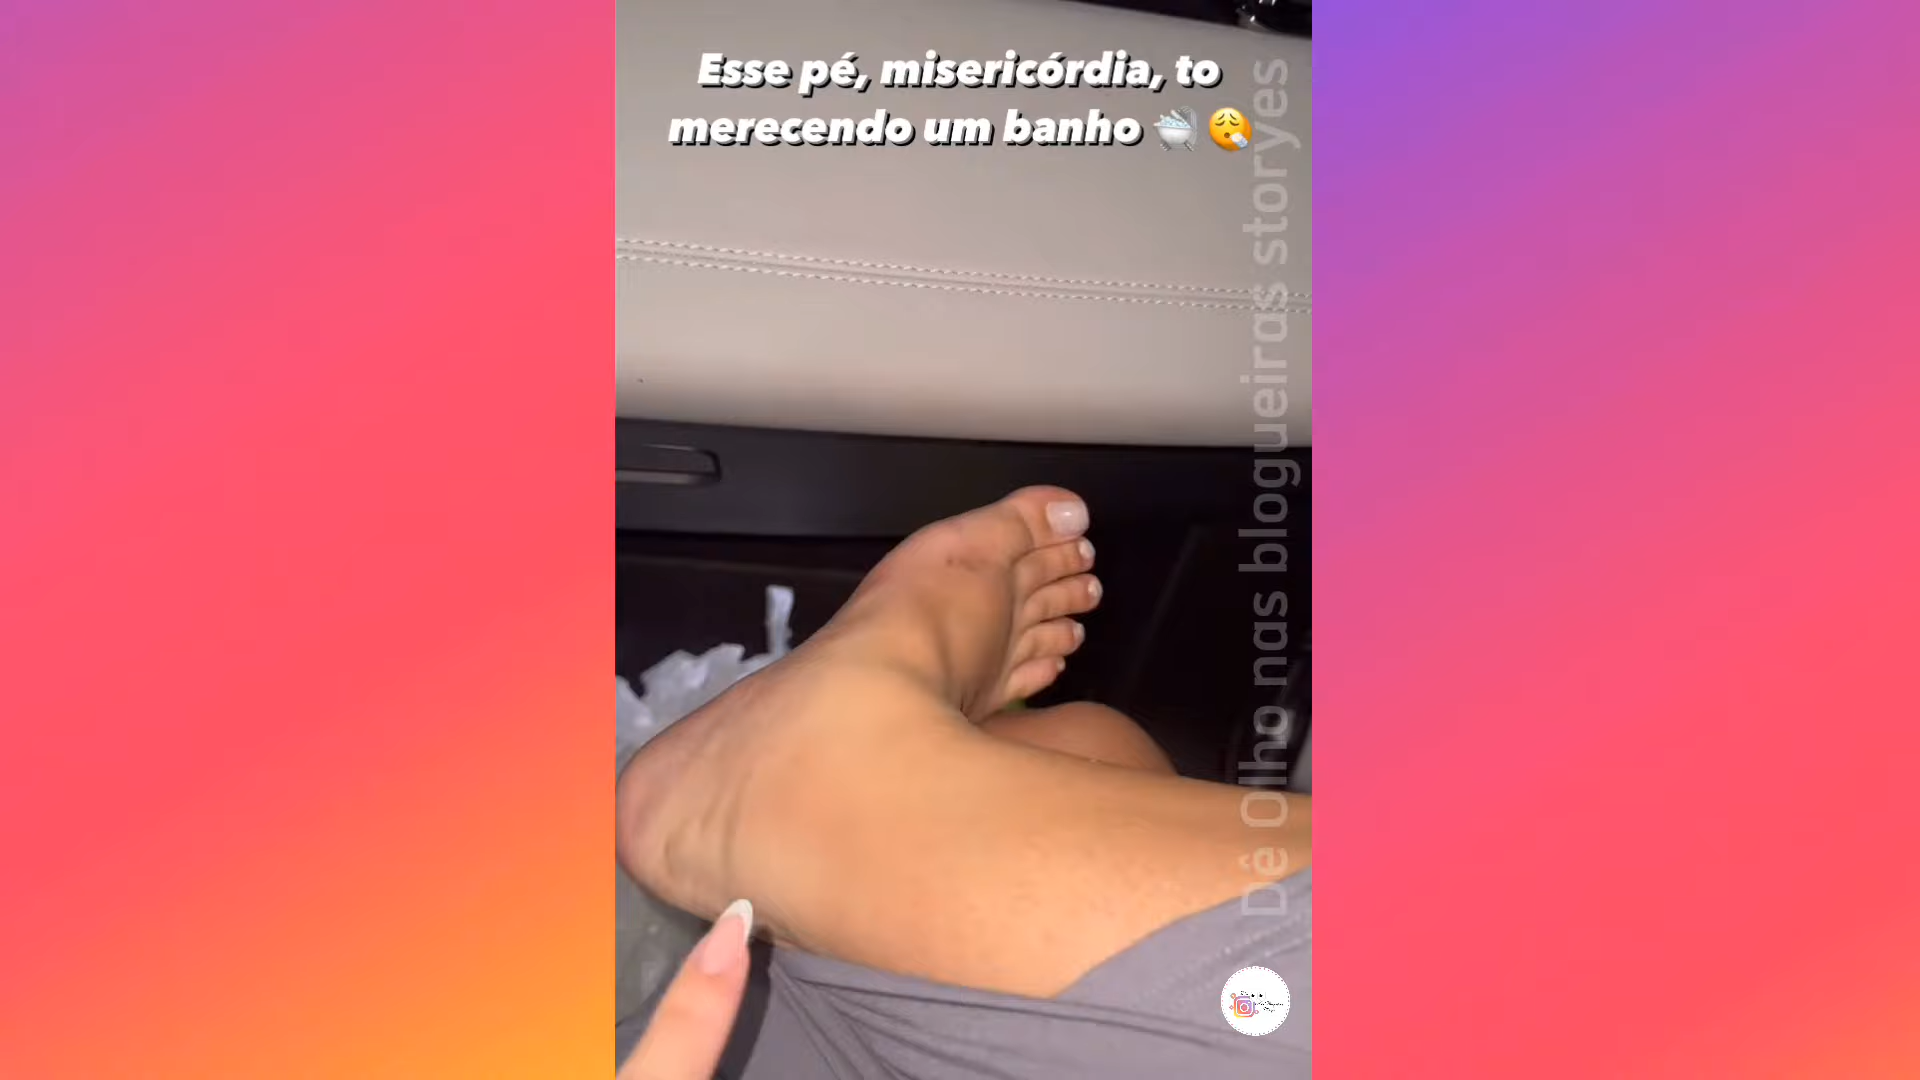 Esse pé, misericórdia, to
merecendo um banho 🛁 😮‍💨
Dê Olho nas blogueiras storyes